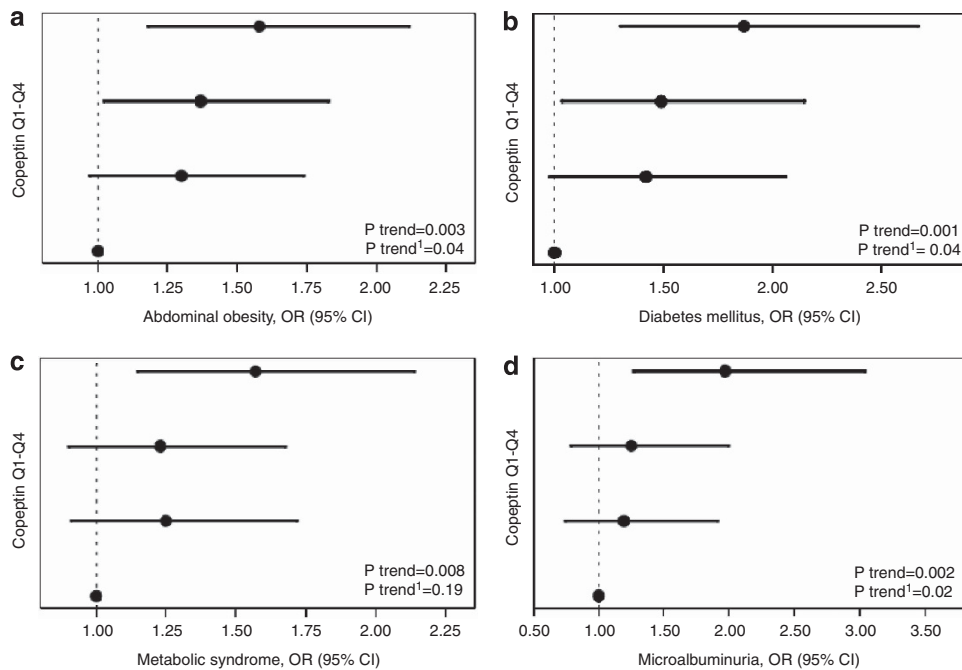 a
Copeptin Q1-Q4
P trend=0.003
P trend¹=0.04
1.00 1.25 1.50 1.75 2.00 2.25
Abdominal obesity, OR (95% CI)
b
Copeptin Q1-Q4
P trend=0.001
P trend¹= 0.04
1.00 1.50 2.00 2.50
Diabetes mellitus, OR (95% CI)
c
Copeptin Q1-Q4
P trend=0.008
P trend¹=0.19
1.00 1.25 1.50 1.75 2.00 2.25
Metabolic syndrome, OR (95% CI)
d
Copeptin Q1-Q4
P trend=0.002
P trend¹=0.02
0.50 1.00 1.50 2.00 2.50 3.00 3.50
Microalbuminuria, OR (95% CI)